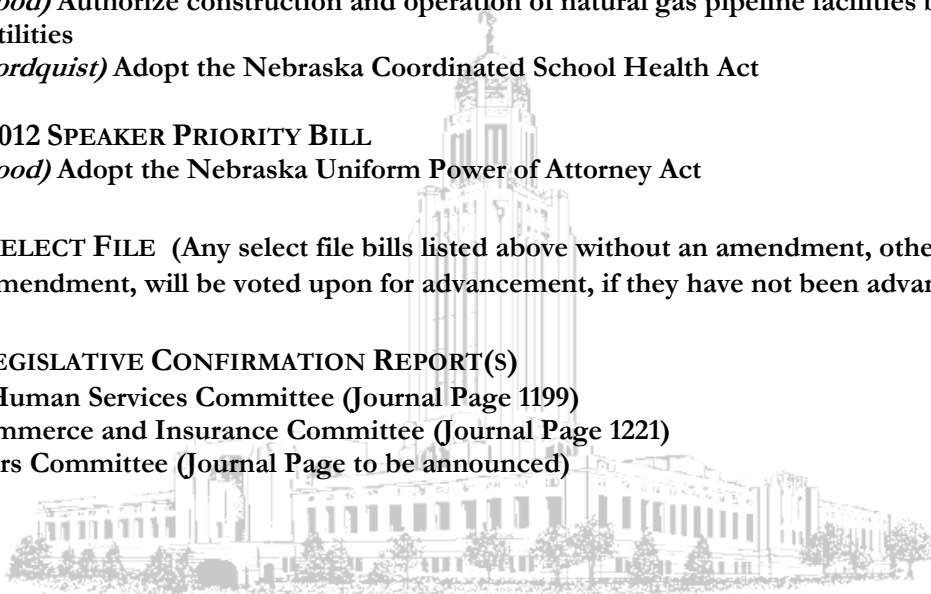 ood) Authorize construction and operation of natural gas pipeline facilities b
tilities
ordquist) Adopt the Nebraska Coordinated School Health Act
012 SPEAKER PRIORITY BILL
ood) Adopt the Nebraska Uniform Power of Attorney Act
ELECT FILE (Any select file bills listed above without an amendment, othe
mendment, will be voted upon for advancement, if they have not been advan
EGISLATIVE CONFIRMATION REPORT(S)
Human Services Committee (Journal Page 1199)
mmerce and Insurance Committee (Journal Page 1221)
rs Committee (Journal Page to be announced)